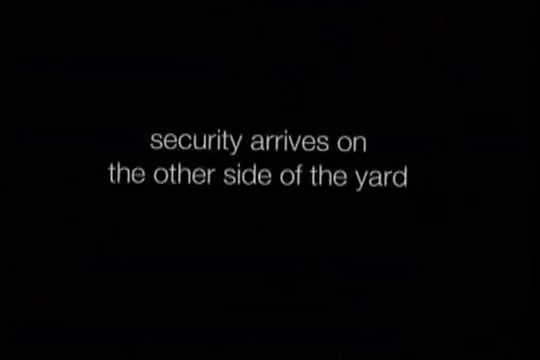 security arrives on
the other side of the yard